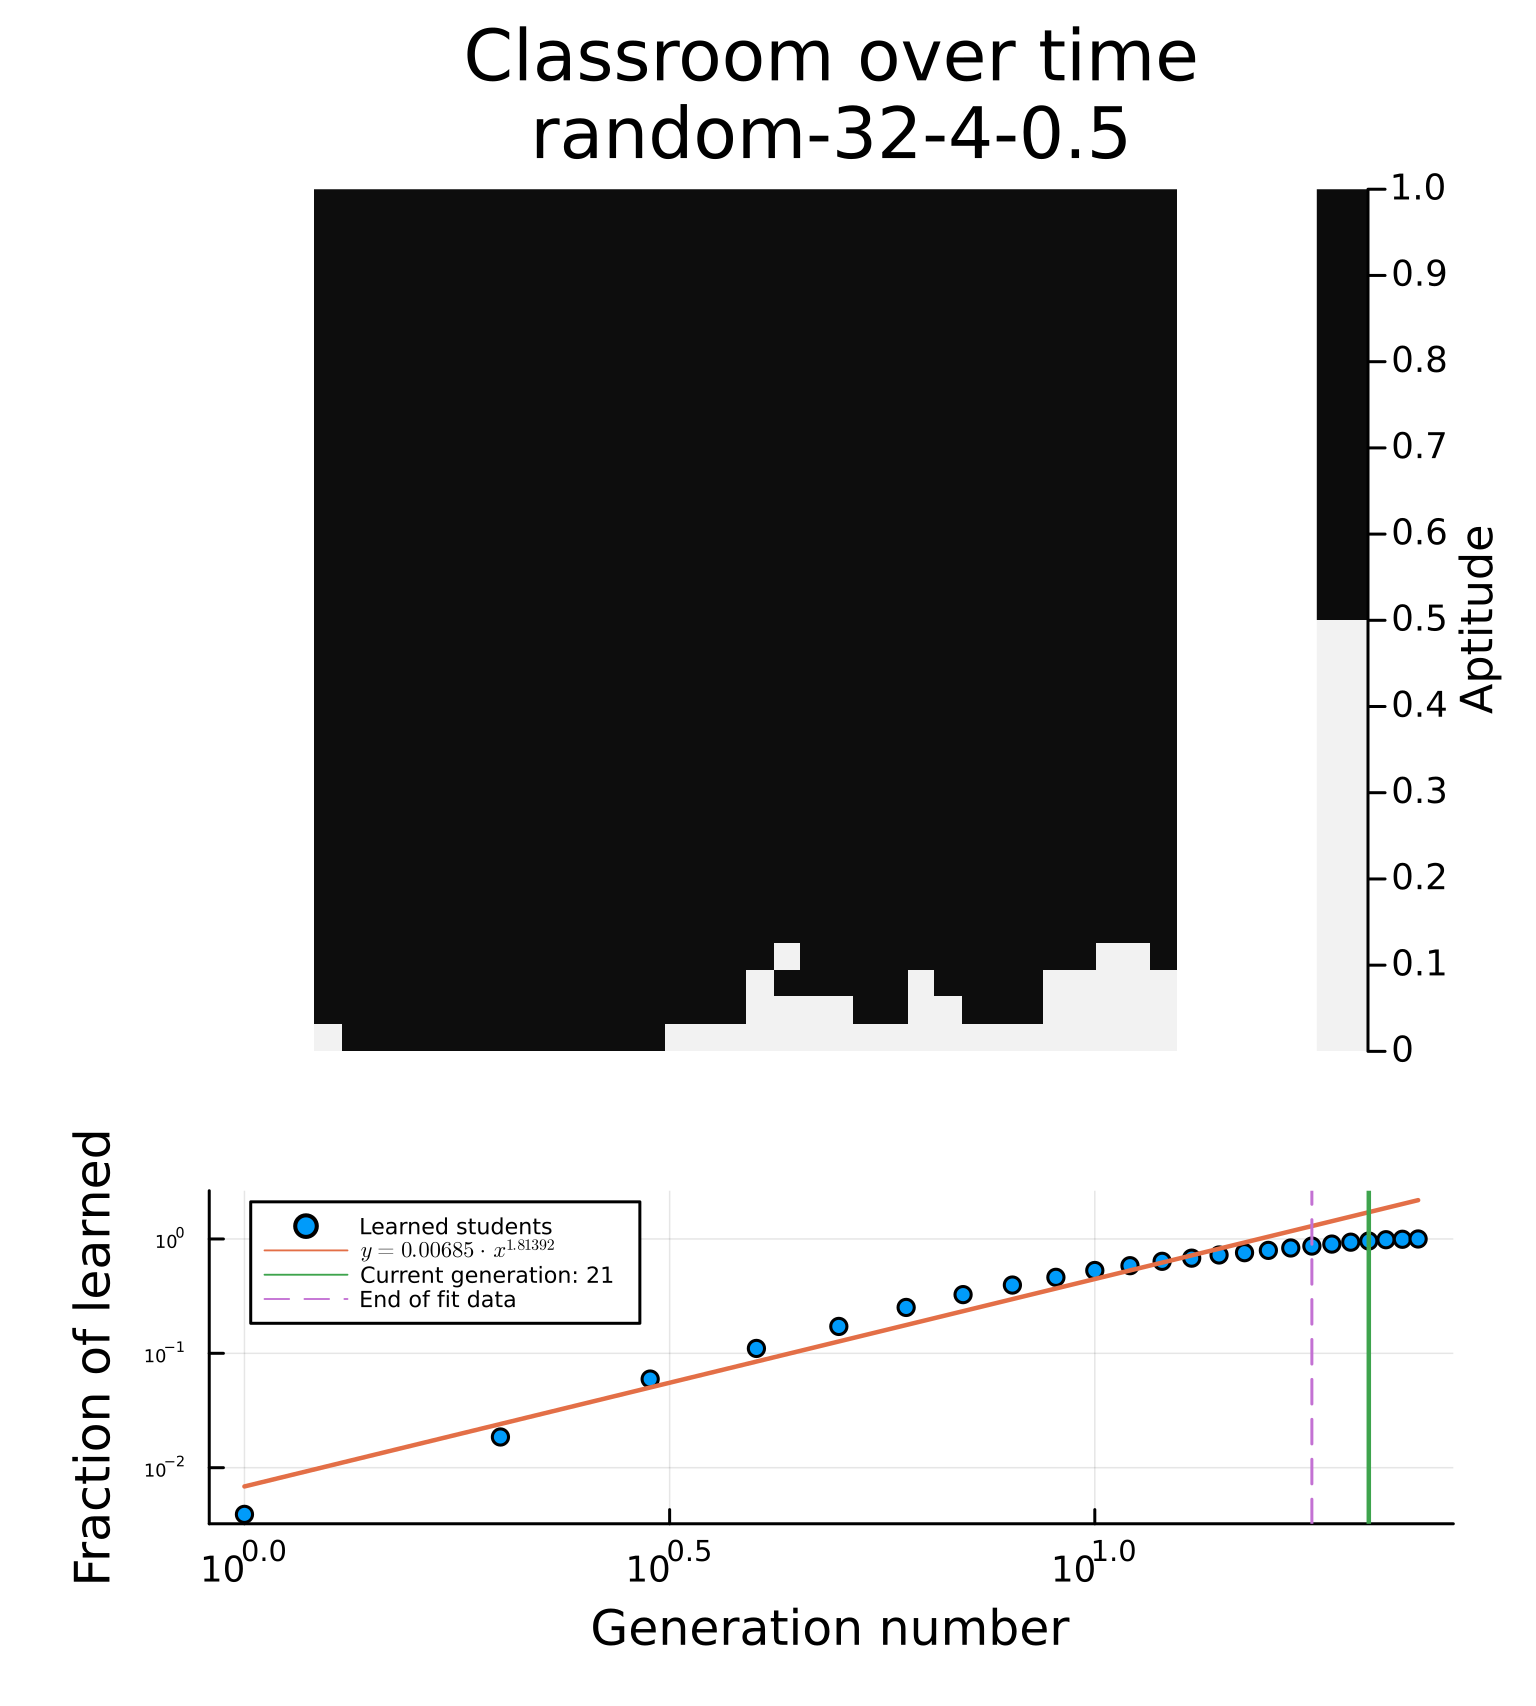 Classroom over time
random-32-4-0.5
1.0
0.9
0.8
0.7
0.6
0.5
0.4
0.3
0.2
0.1
0
Aptitude
Fraction of learned
10⁰
10⁻¹
10⁻²
Learned students
y = 0.00685 · x^1.81392
Current generation: 21
End of fit data
10^0.0
10^0.5
10^1.0
Generation number